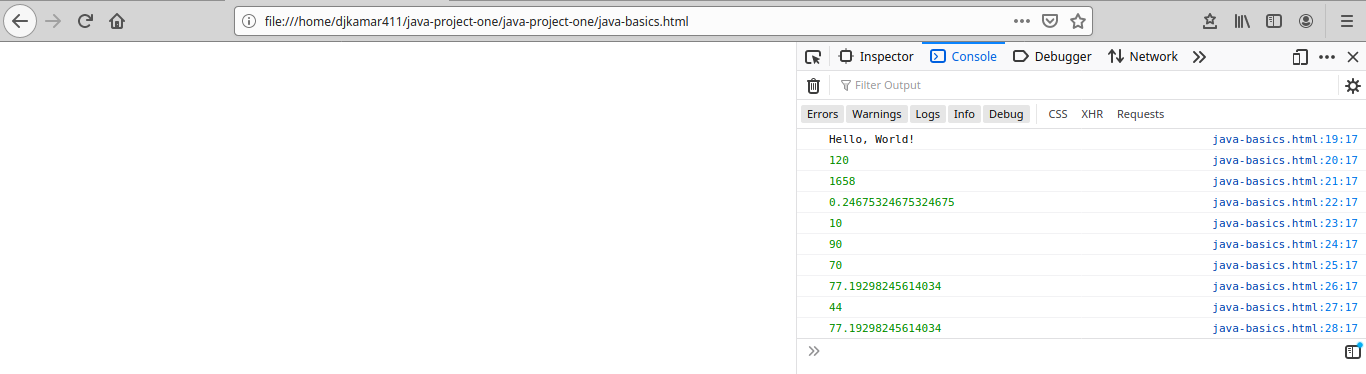 file:///home/djkamar411/java-project-one/java-project-one/java-basics.html
Inspector Console Debugger Network
Filter Output
Errors Warnings Logs Info Debug CSS XHR Requests
Hello, World! java-basics.html:19:17
120 java-basics.html:20:17
1658 java-basics.html:21:17
0.24675324675324675 java-basics.html:22:17
10 java-basics.html:23:17
90 java-basics.html:24:17
70 java-basics.html:25:17
77.19298245614034 java-basics.html:26:17
44 java-basics.html:27:17
77.19298245614034 java-basics.html:28:17